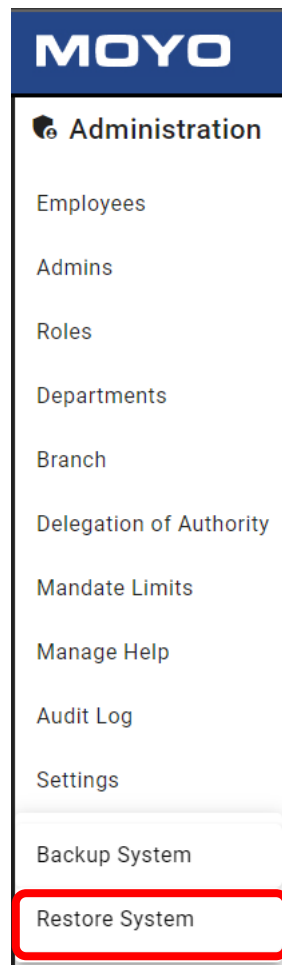 MOYO
Administration
Employees
Admins
Roles
Departments
Branch
Delegation of Authority
Mandate Limits
Manage Help
Audit Log
Settings
Backup System
Restore System